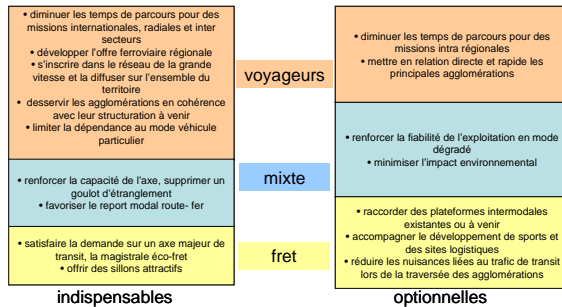 • diminuer les temps de parcours pour des
missions internationales, radiales et inter
secteurs
• développer l'offre ferroviaire régionale
• s'inscrire dans le réseau de la grande
vitesse et la diffuser sur l'ensemble du
territoire
• desservir les agglomérations en cohérence
avec leur structuration à venir
• limiter la dépendance au mode véhicule
particulier
voyageurs
• diminuer les temps de parcours pour des
missions intra régionales
• mettre en relation directe et rapide les
principales agglomérations
• renforcer la capacité de l'axe, supprimer un
goulot d'étranglement
• favoriser le report modal route- fer
mixte
• renforcer la fiabilité de l'exploitation en mode
dégradé
• minimiser l'impact environnemental
• satisfaire la demande sur un axe majeur de
transit, la magistrale éco-fret
• offrir des sillons attractifs
fret
• raccorder des plateformes intermodales
existantes ou à venir
• accompagner le développement de sports et
des sites logistiques
• réduire les nuisances liées au trafic de transit
lors de la traversée des agglomérations
indispensables
optionnelles